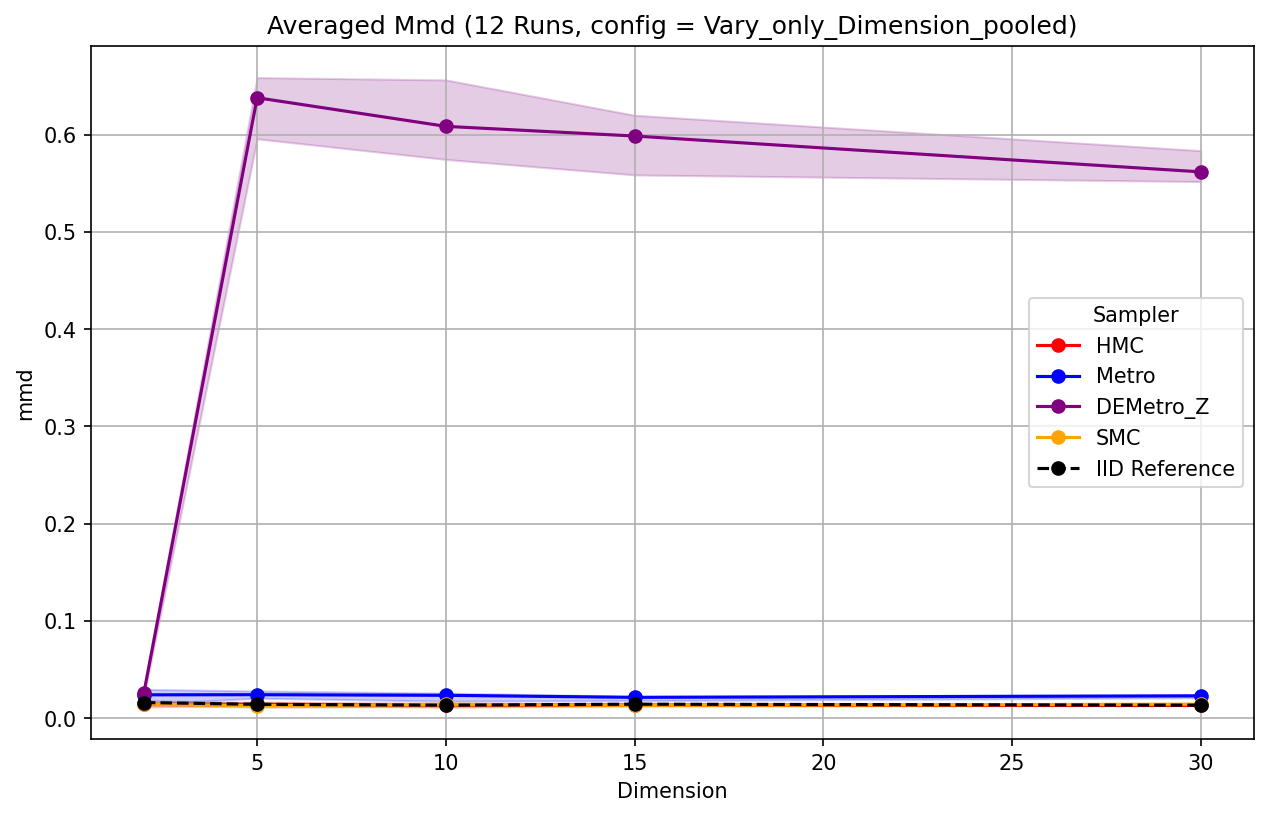 Averaged Mmd (12 Runs, config = Vary_only_Dimension_pooled)
mmd
0.6
0.5
0.4
0.3
0.2
0.1
0.0
Sampler
HMC
Metro
DEMetro_Z
SMC
IID Reference
5 10 15 20 25 30
Dimension